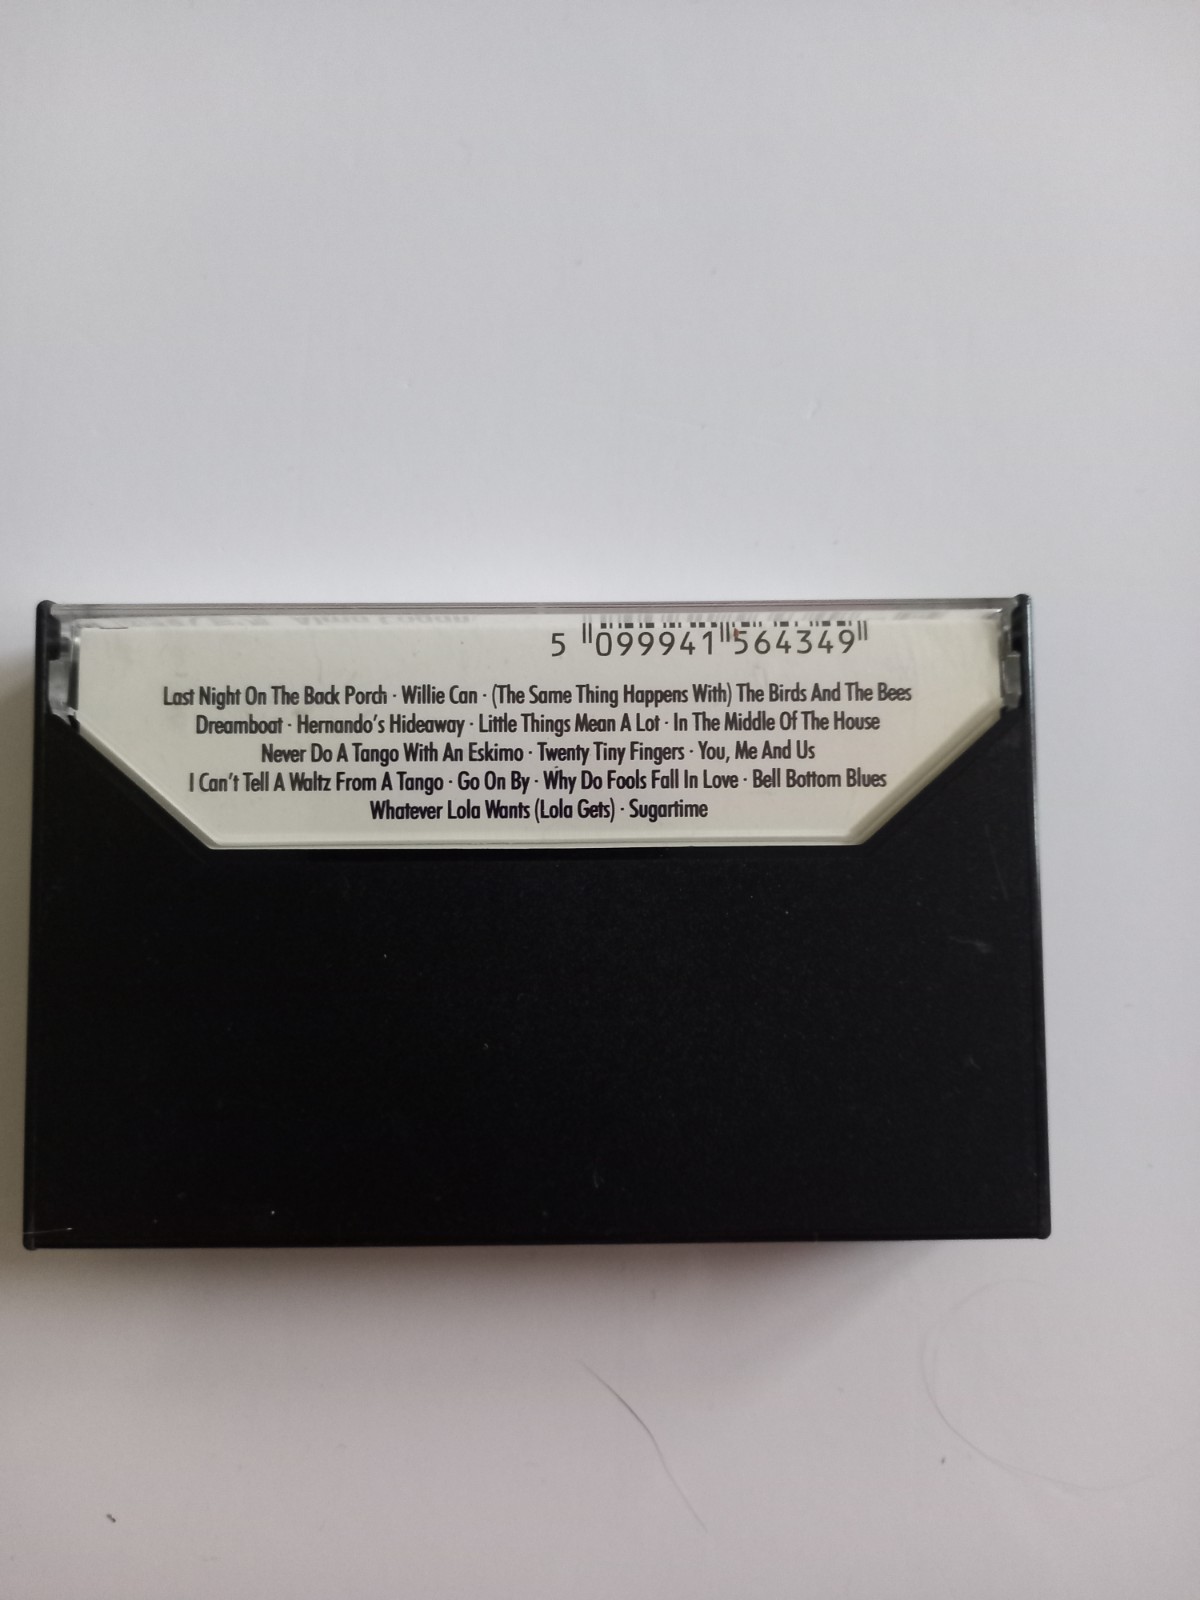 5 099941 564349
Last Night On The Back Porch · Willie Can · (The Same Thing Happens With) The Birds And The Bees
Dreamboat · Hernando's Hideaway · Little Things Mean A Lot · In The Middle Of The House
Never Do A Tango With An Eskimo · Twenty Tiny Fingers · You, Me And Us
I Can't Tell A Waltz From A Tango · Go On By · Why Do Fools Fall In Love · Bell Bottom Blues
Whatever Lola Wants (Lola Gets) · Sugartime